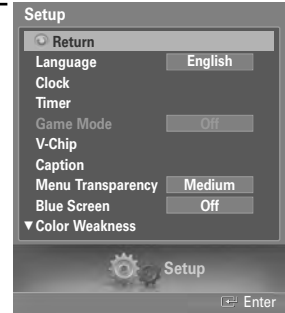 Setup
Return
Language English
Clock
Timer
Game Mode Off
V-Chip
Caption
Menu Transparency Medium
Blue Screen Off
▼ Color Weakness
Setup
Enter